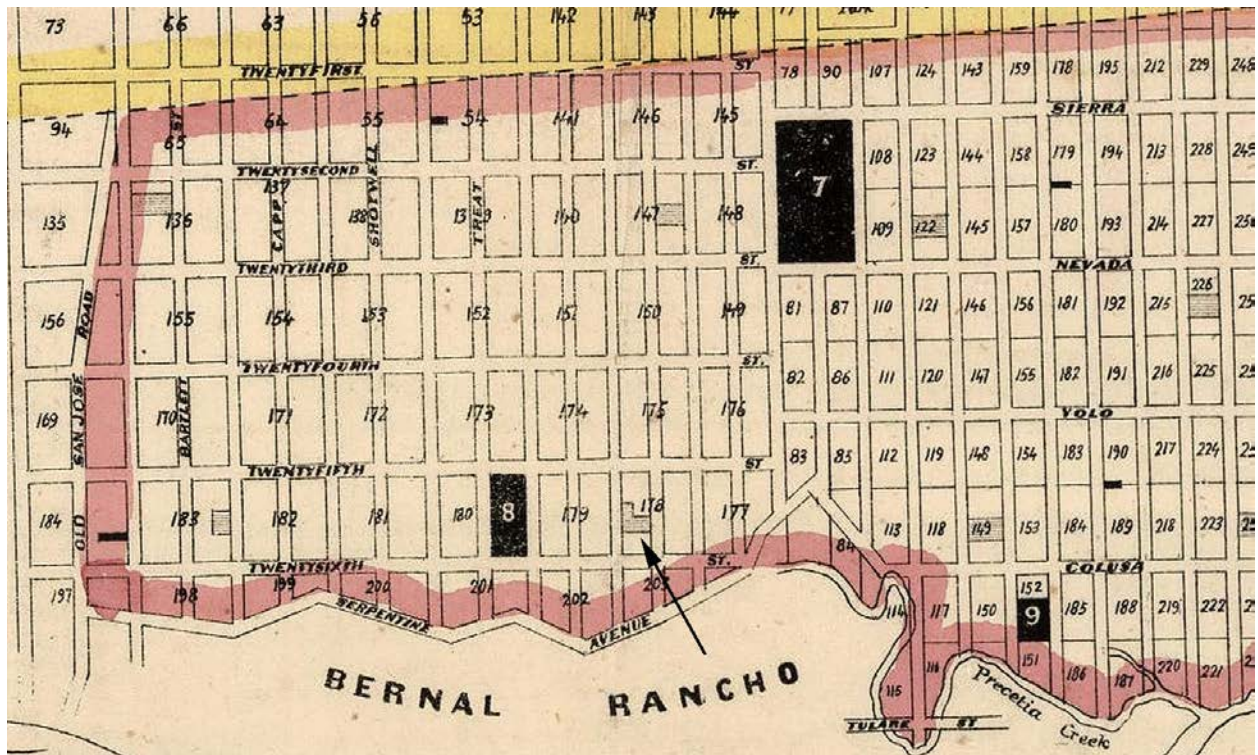 73 66 63 56 53 142 143 144 77
TWENTYFIRST ST 78 90 107 124 143 159 178 195 212 229 248
94 ST 65 64 55 54 141 146 145 SIERRA
TWENTYSECOND ST. 7 108 123 144 158 179 194 213 228 249
135 136 137 CAPP 138 SHOTWELL 139 TREAT 140 147 148 109 122 145 157 180 193 214 227
TWENTYTHIRD ST. NEVADA
156 ROAD 155 154 153 152 151 150 149 81 87 110 121 146 156 181 192 215 226
TWENTYFOURTH ST. 82 86 111 120 147 155 182 191 216 225
169 SAN JOSE 170 BARTLETT 171 172 173 174 175 176 YOLO
TWENTYFIFTH ST 83 85 112 119 148 154 183 190 217 224
184 OLD 183 182 181 180 8 179 178 177 84 113 118 149 153 184 189 218 223
TWENTYSIXTH ST. COLUSA
197 198 199 200 201 202 203 114 117 150 152 9 185 188 219 222
SERPENTINE AVENUE 116 151 186 187 220 221
BERNAL RANCHO 115 Precetia Creek
TULARE ST